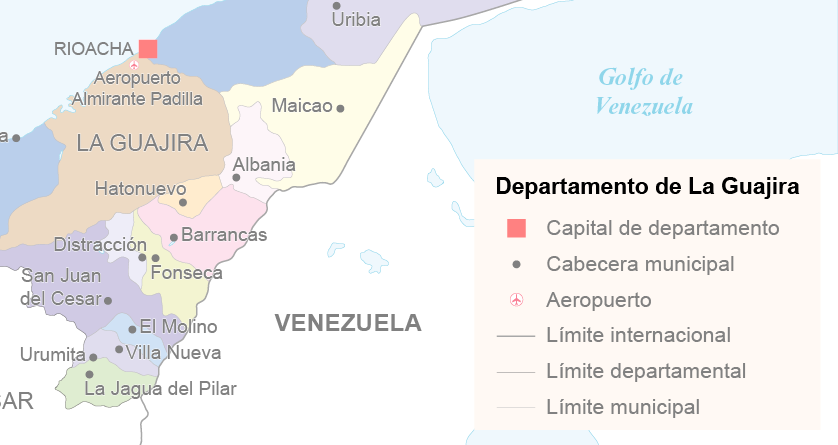 Uribia
RIOACHA
Aeropuerto
Almirante Padilla
Golfo de
Venezuela
Maicao
a
LA GUAJIRA
Albania
Hatonuevo
Barrancas
Distracción
Fonseca
San Juan
del Cesar
El Molino
Urumita
Villa Nueva
La Jagua del Pilar
SAR
VENEZUELA
Departamento de La Guajira
Capital de departamento
Cabecera municipal
Aeropuerto
Límite internacional
Límite departamental
Límite municipal